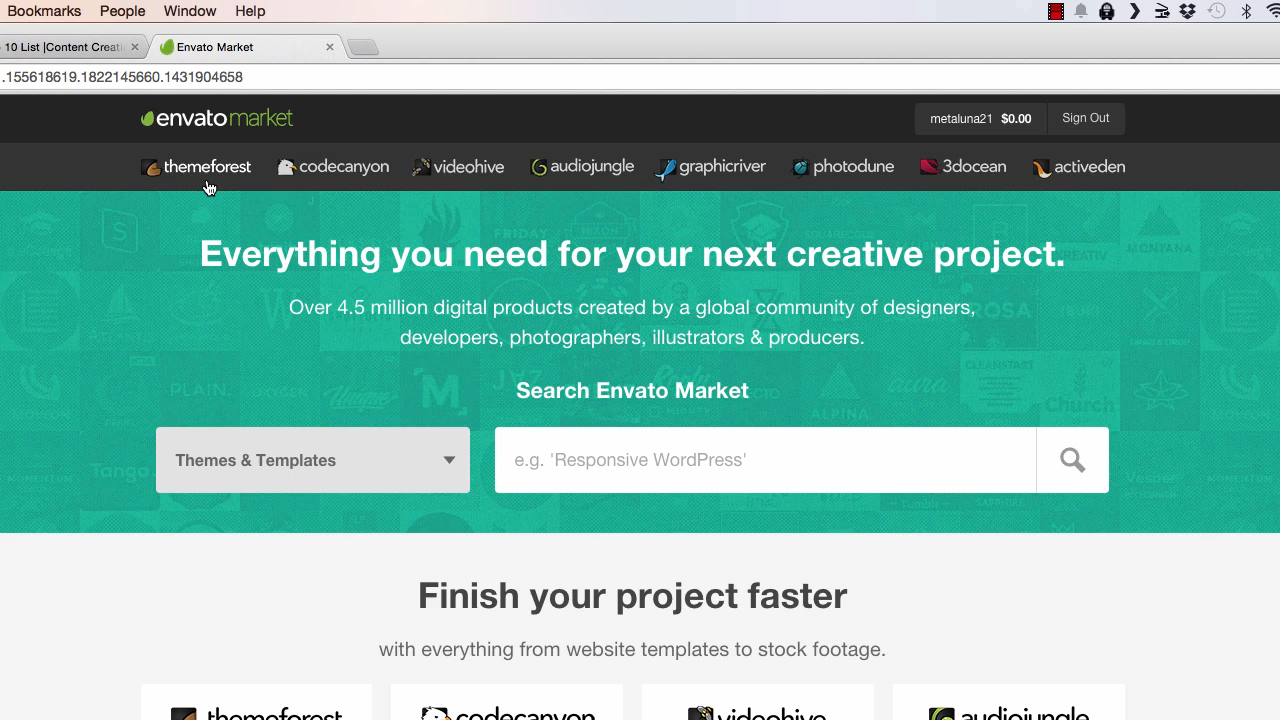 Bookmarks People Window Help
10 List |Content Creati
Envato Market
.155618619.1822145660.1431904658
envatomarket
metaluna21 $0.00
Sign Out
themeforest codecanyon videohive audiojungle graphicriver photodune 3docean activeden
Everything you need for your next creative project.
Over 4.5 million digital products created by a global community of designers,
developers, photographers, illustrators & producers.
Search Envato Market
Themes & Templates
e.g. 'Responsive WordPress'
Finish your project faster
with everything from website templates to stock footage.
themeforest codecanyon videohive audiojungle